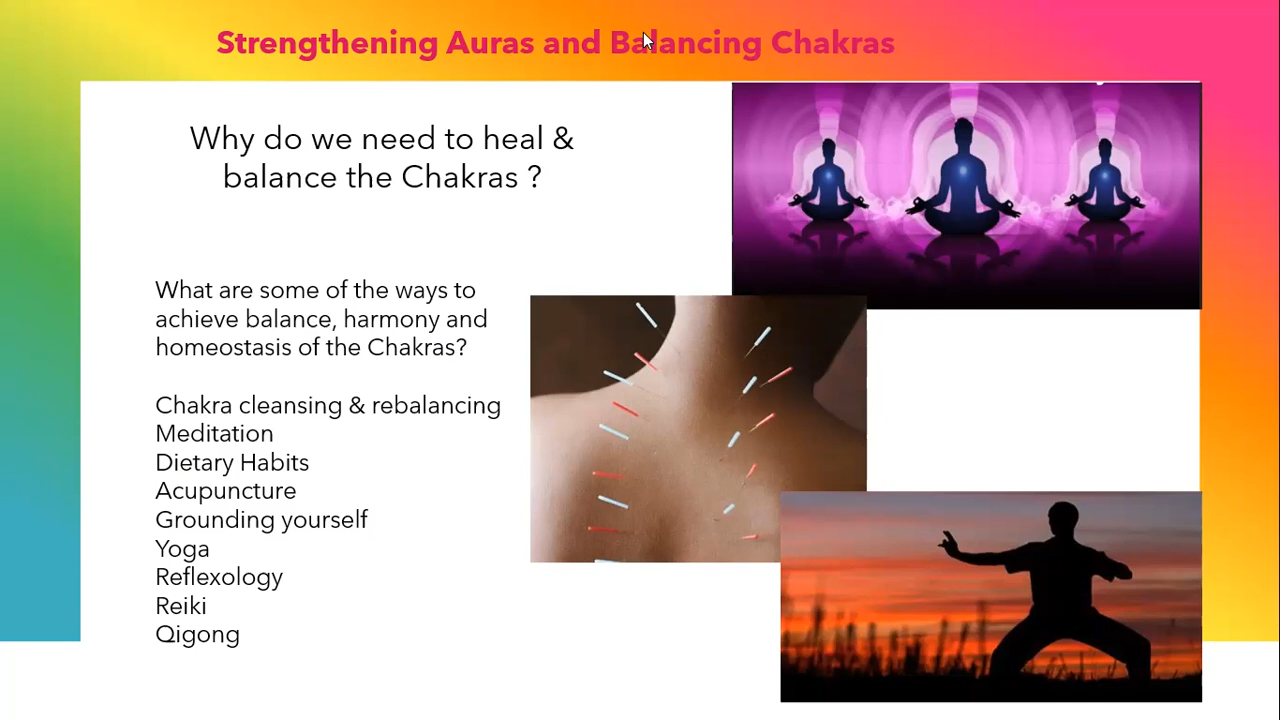 Strengthening Auras and Balancing Chakras
Why do we need to heal &
balance the Chakras ?
What are some of the ways to
achieve balance, harmony and
homeostasis of the Chakras?
Chakra cleansing & rebalancing
Meditation
Dietary Habits
Acupuncture
Grounding yourself
Yoga
Reflexology
Reiki
Qigong